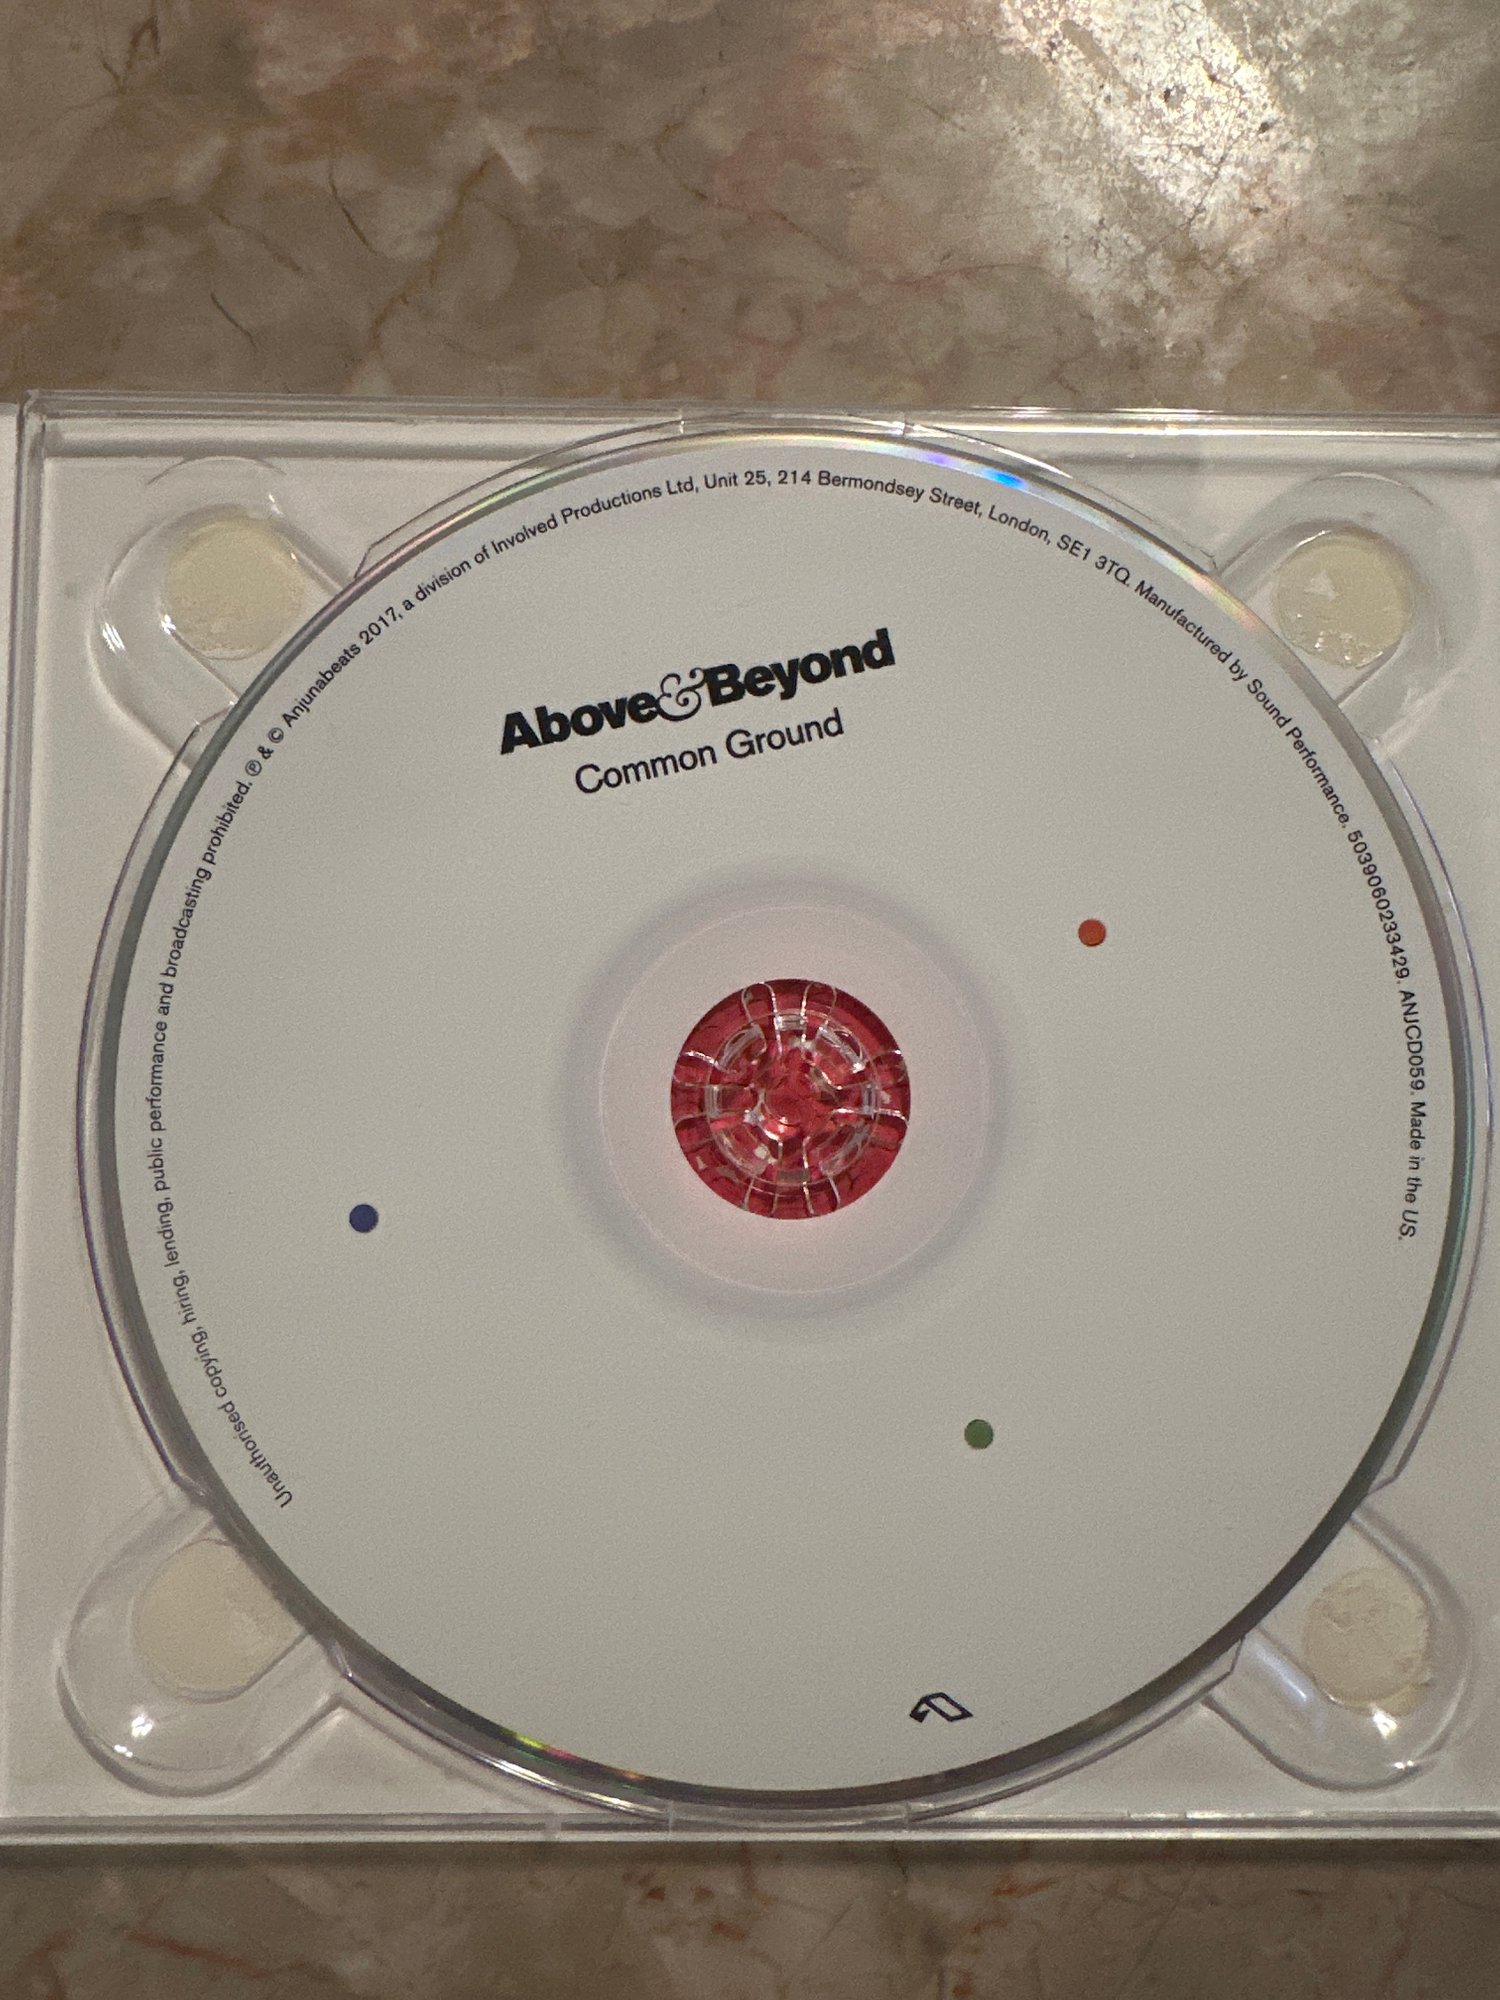 Above&Beyond
Common Ground
Unauthorised copying, hiring, lending, public performance and broadcasting prohibited. ℗ & © Anjunabeats 2017, a division of Involved Productions Ltd, Unit 25, 214 Bermondsey Street, London, SE1 3TQ. Manufactured by Sound Performance. 5039060233429. ANJCD059. Made in the US.